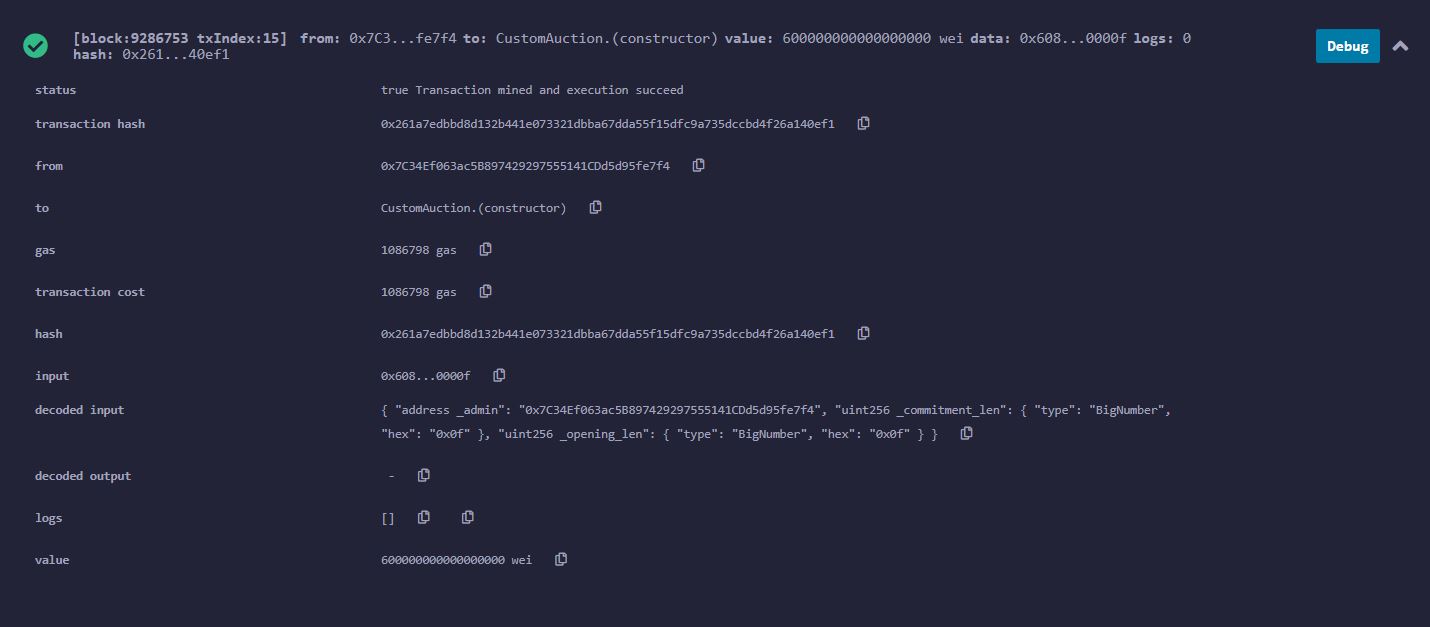 [block:9286753 txIndex:15] from: 0x7C3...fe7f4 to: CustomAuction.(constructor) value: 600000000000000000 wei data: 0x608...0000f logs: 0
hash: 0x261...40ef1
Debug
status true Transaction mined and execution succeed
transaction hash 0x261a7edbbd8d132b441e073321dbba67dda55f15dfc9a735dccbd4f26a140ef1
from 0x7C34Ef063ac5B897429297555141CDd5d95fe7f4
to CustomAuction.(constructor)
gas 1086798 gas
transaction cost 1086798 gas
hash 0x261a7edbbd8d132b441e073321dbba67dda55f15dfc9a735dccbd4f26a140ef1
input 0x608...0000f
decoded input { "address _admin": "0x7C34Ef063ac5B897429297555141CDd5d95fe7f4", "uint256 _commitment_len": { "type": "BigNumber",
"hex": "0x0f" }, "uint256 _opening_len": { "type": "BigNumber", "hex": "0x0f" } }
decoded output -
logs []
value 600000000000000000 wei